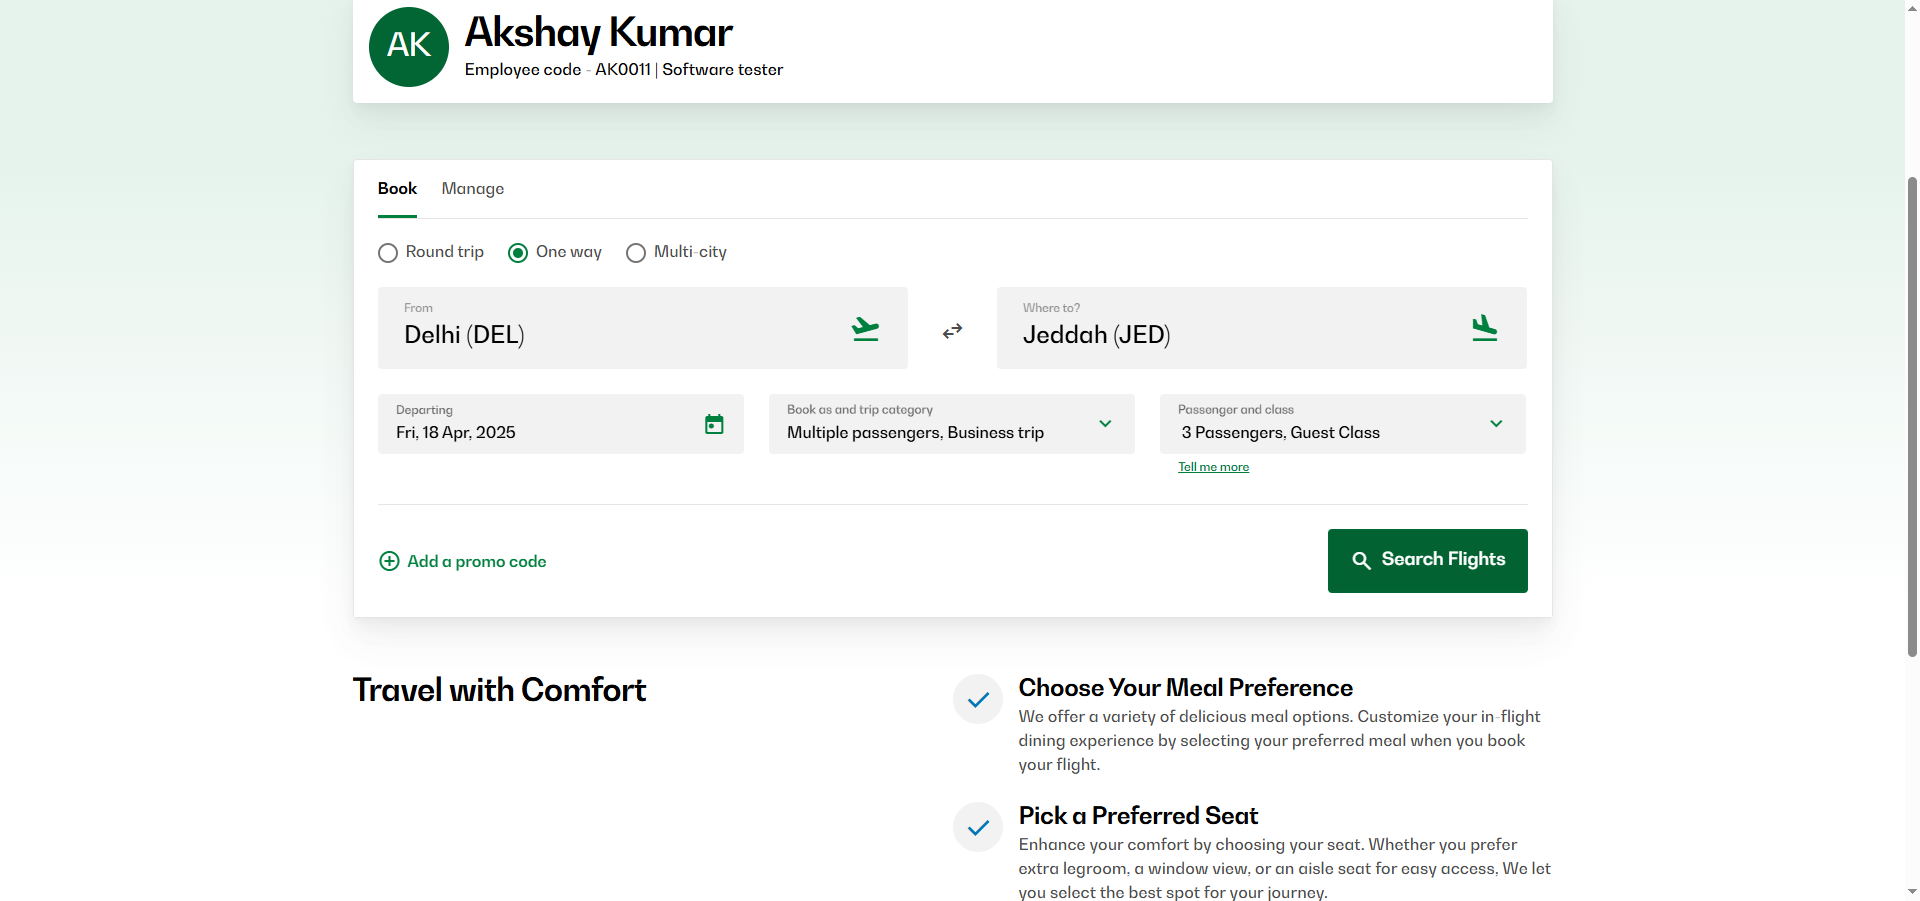 AK
Akshay Kumar
Employee code - AK0011 | Software tester
Book
Manage
Round trip
One way
Multi-city
From
Delhi (DEL)
Where to?
Jeddah (JED)
Departing
Fri, 18 Apr, 2025
Book as and trip category
Multiple passengers, Business trip
Passenger and class
3 Passengers, Guest Class
Tell me more
Add a promo code
Search Flights
Travel with Comfort
Choose Your Meal Preference
We offer a variety of delicious meal options. Customize your in-flight
dining experience by selecting your preferred meal when you book
your flight.
Pick a Preferred Seat
Enhance your comfort by choosing your seat. Whether you prefer
extra legroom, a window view, or an aisle seat for easy access, We let
you select the best spot for your journey.